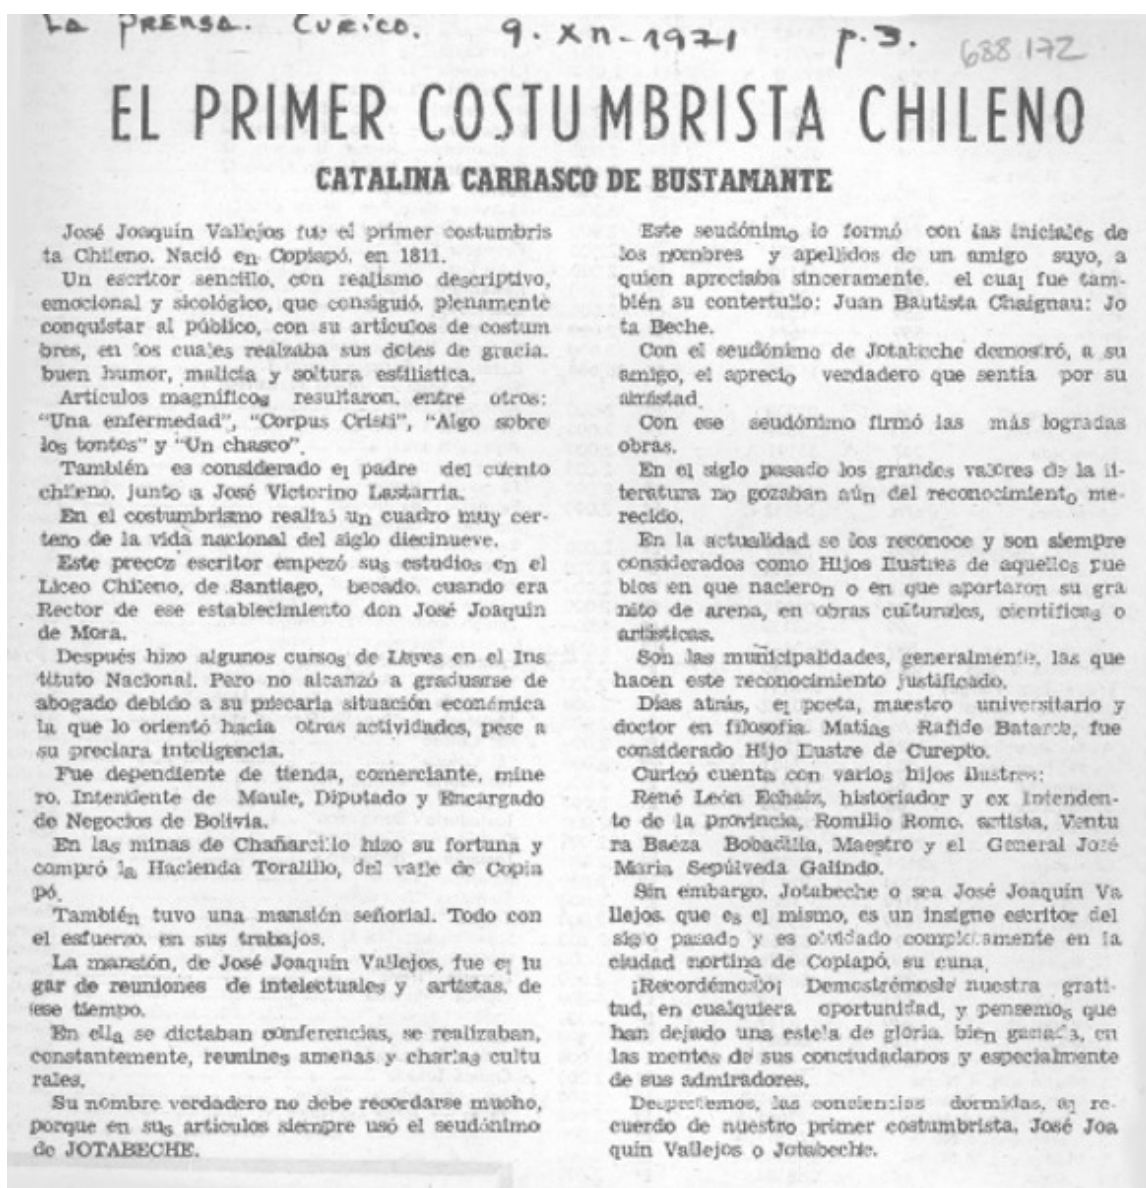 La Prensa. Curicó. 9. XII-1971 p.3. 688172
EL PRIMER COSTUMBRISTA CHILENO
CATALINA CARRASCO DE BUSTAMANTE
José Joaquín Vallejos fue el primer costumbris
ta Chileno. Nació en Copiapó, en 1811.
Un escritor sencillo, con realismo descriptivo,
emocional y sicológico, que consiguió, plenamente
conquistar al público, con su artículos de costum
bres, en los cuales realzaba sus dotes de gracia.
buen humor, malicia y soltura estilística.
Artículos magníficos resultaron, entre otros:
"Una enfermedad", "Corpus Cristi", "Algo sobre
los tontos" y "Un chasco".
También es considerado el padre del cuento
chileno, junto a José Victorino Lastarria.
En el costumbrismo realizó un cuadro muy cer-
tero de la vida nacional del siglo diecinueve.
Este precoz escritor empezó sus estudios en el
Liceo Chileno, de Santiago, becado, cuando era
Rector de ese establecimiento don José Joaquín
de Mora.
Después hizo algunos cursos de Leyes en el Ins
tituto Nacional. Pero no alcanzó a graduarse de
abogado debido a su precaria situación económica
la que lo orientó hacia otras actividades, pese a
su preclara inteligencia.
Fue dependiente de tienda, comerciante, mine
ro, Intendente de Maule, Diputado y Encargado
de Negocios de Bolivia.
En las minas de Chañarcillo hizo su fortuna y
compró la Hacienda Toralillo, del valle de Copia
pó.
También tuvo una mansión señorial. Todo con
el esfuerzo, en sus trabajos.
La mansión, de José Joaquín Vallejos, fue el lu
gar de reuniones de intelectuales y artistas, de
ese tiempo.
En ella se dictaban conferencias, se realizaban,
constantemente, reunines amenas y charlas cultu
rales.
Su nombre verdadero no debe recordarse mucho,
porque en sus artículos siempre usó el seudónimo
de JOTABECHE.
Este seudónimo lo formó con las iniciales de
los nombres y apellidos de un amigo suyo, a
quien apreciaba sinceramente, el cual fue tam-
bién su contertulio: Juan Bautista Chaignau: Jo
ta Beche.
Con el seudónimo de Jotabeche demostró, a su
amigo, el aprecio verdadero que sentía por su
amistad.
Con ese seudónimo firmó las más logradas
obras.
En el siglo pasado los grandes valores de la li-
teratura no gozaban aún del reconocimiento me-
recido.
En la actualidad se los reconoce y son siempre
considerados como Hijos Ilustres de aquellos pue
blos en que nacieron o en que aportaron su gra
nito de arena, en obras culturales, científicas o
artísticas.
Son las municipalidades, generalmente, las que
hacen este reconocimiento justificado.
Días atrás, el poeta, maestro universitario y
doctor en filosofía. Matías Rafide Batarce, fue
considerado Hijo Ilustre de Curepto.
Curicó cuenta con varios hijos ilustres:
René León Echaiz, historiador y ex Intenden-
te de la provincia, Romilio Romo, artista, Ventu
ra Baeza Bobadilla, Maestro y el General José
María Sepúlveda Galindo.
Sin embargo, Jotabeche o sea José Joaquín Va
llejos, que es el mismo, es un insigne escritor del
siglo pasado y es olvidado completamente en la
ciudad nortina de Copiapó, su cuna.
¡Recordémoslo¡ Demostrémosle nuestra grati-
tud, en cualquiera oportunidad, y pensemos que
han dejado una estela de gloria, bien ganada, en
las mentes de sus conciudadanos y especialmente
de sus admiradores.
Despretemos, las conciencias dormidas, al re-
cuerdo de nuestro primer costumbrista, José Joa
quín Vallejos o Jotabeche.